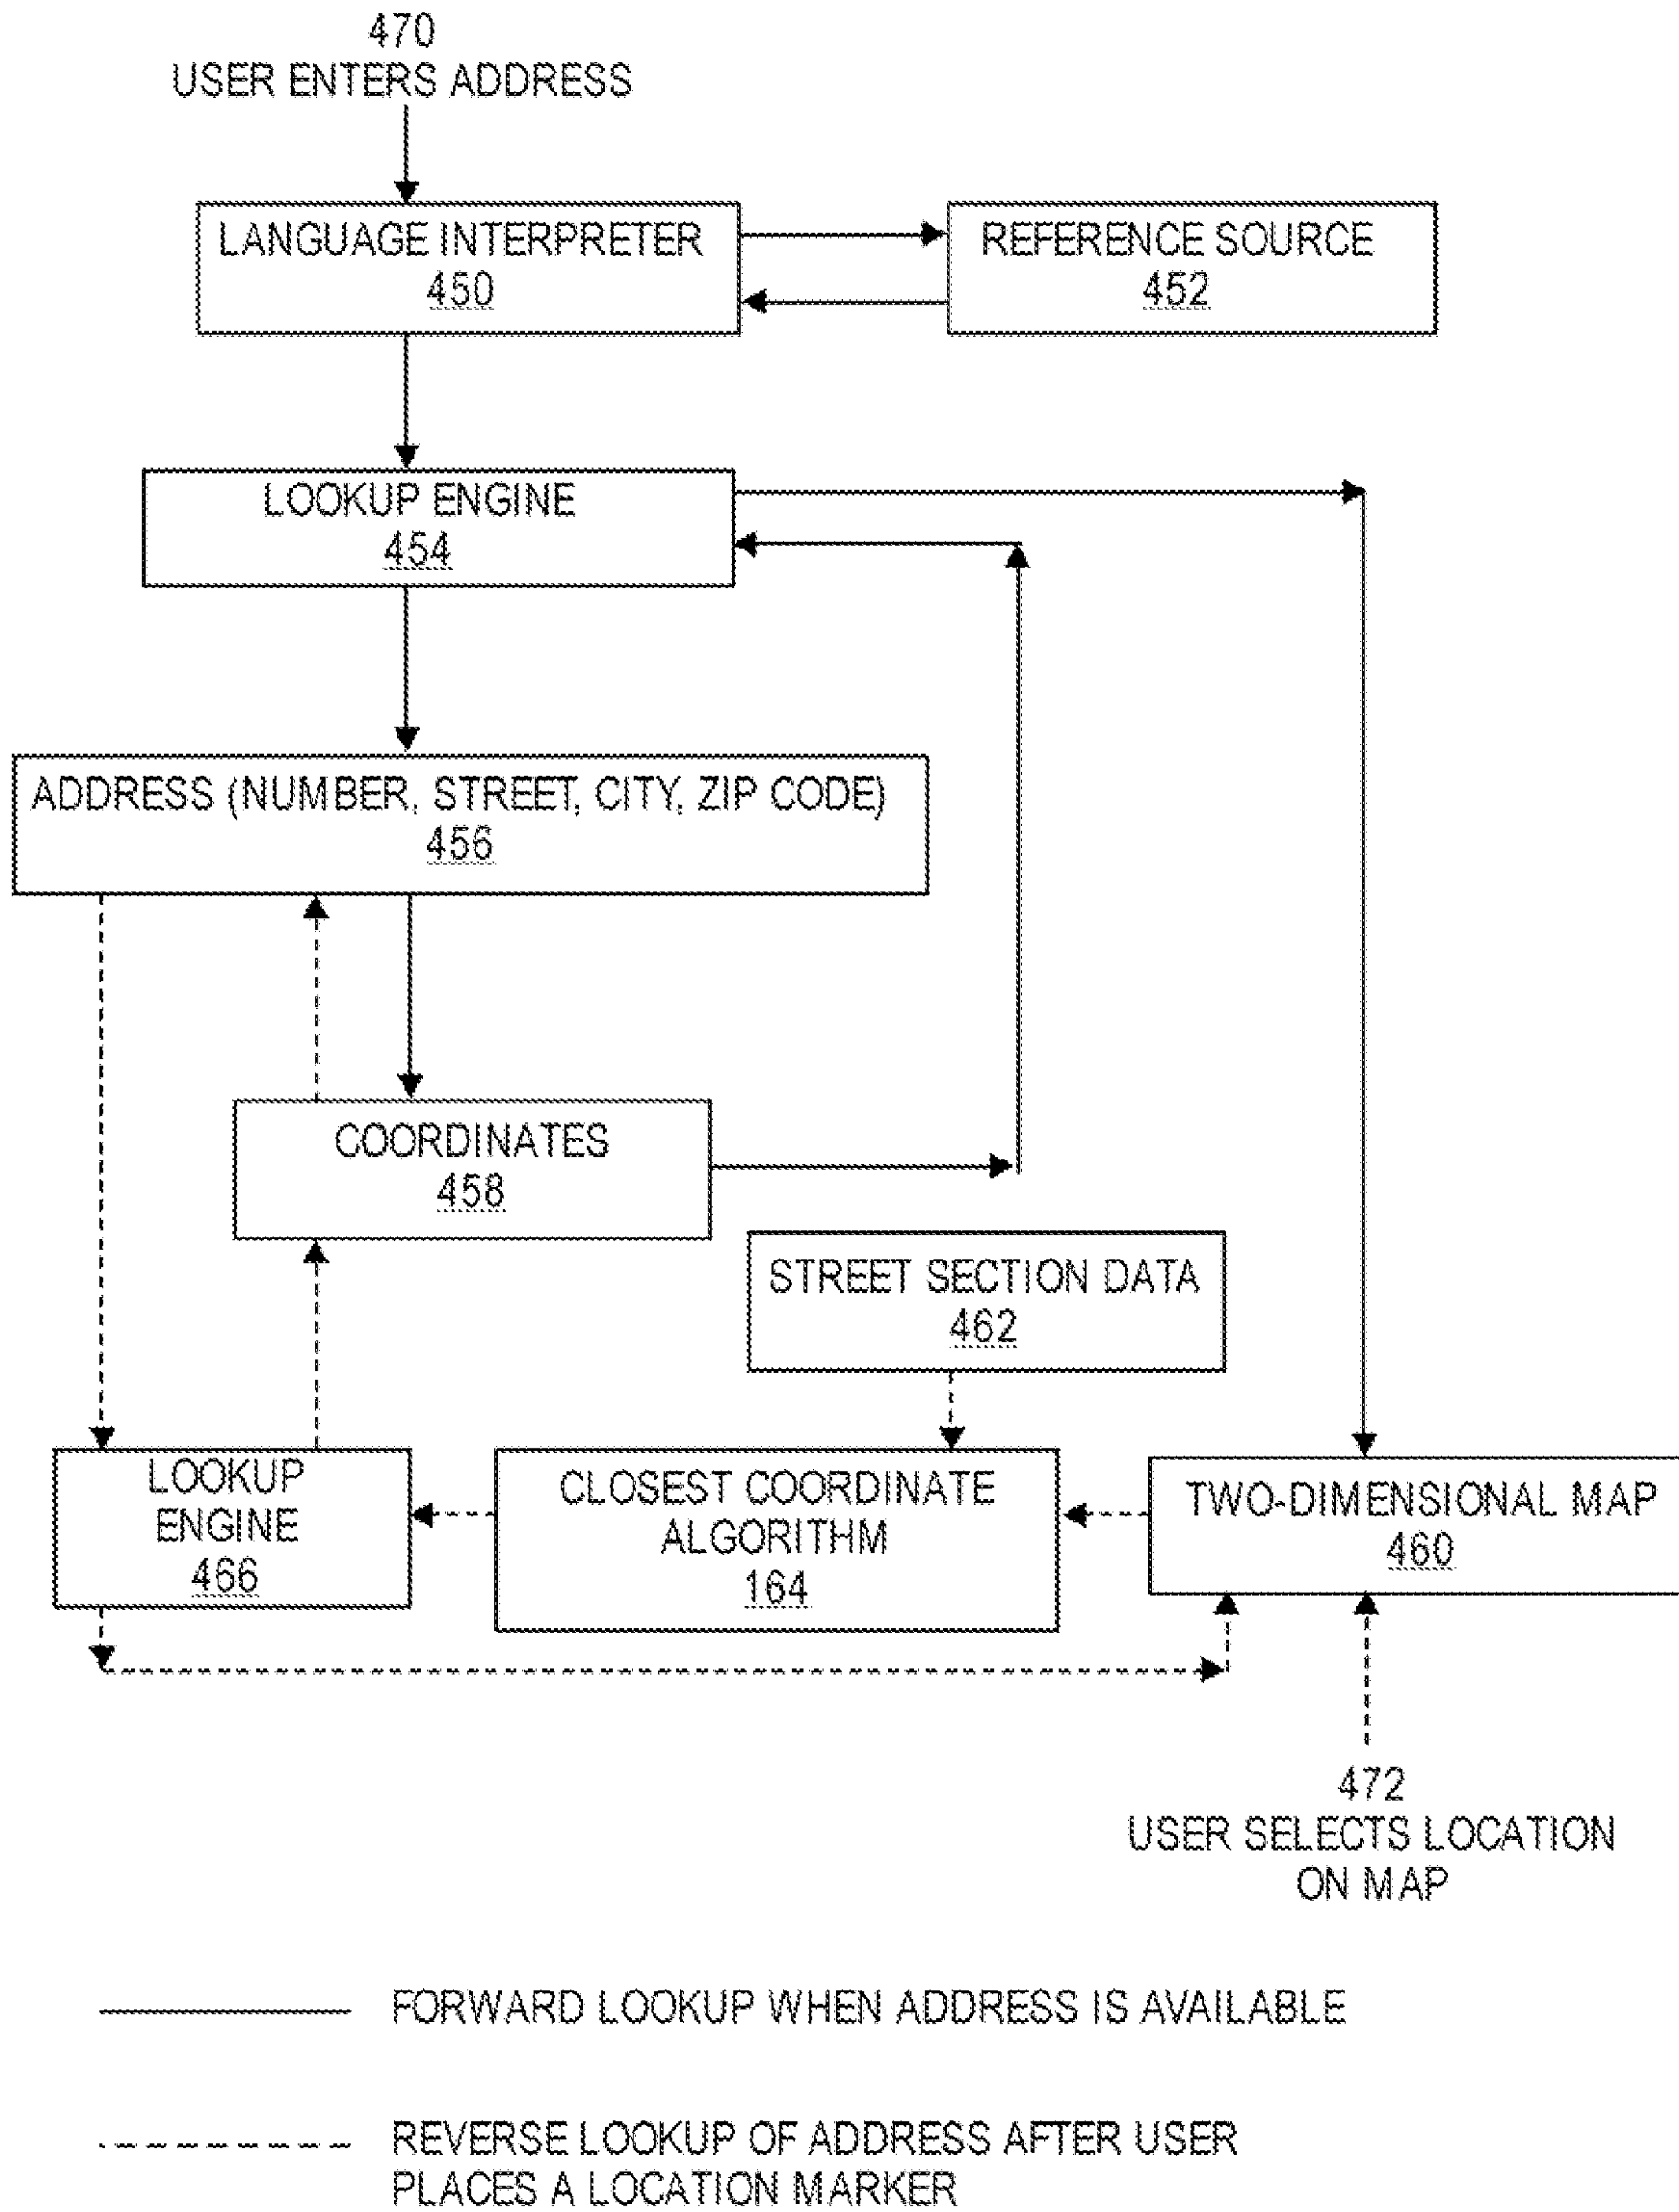 470
USER ENTERS ADDRESS
LANGUAGE INTERPRETER
450
REFERENCE SOURCE
452
LOOKUP ENGINE
454
ADDRESS (NUMBER, STREET, CITY, ZIP CODE)
456
COORDINATES
458
STREET SECTION DATA
462
LOOKUP
ENGINE
466
CLOSEST COORDINATE
ALGORITHM
164
TWO-DIMENSIONAL MAP
460
472
USER SELECTS LOCATION
ON MAP
FORWARD LOOKUP WHEN ADDRESS IS AVAILABLE
REVERSE LOOKUP OF ADDRESS AFTER USER
PLACES A LOCATION MARKER